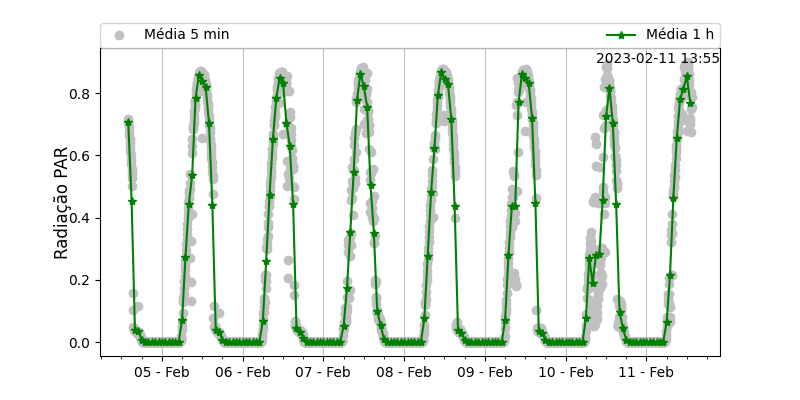 Média 5 min
Média 1 h
2023-02-11 13:55
Radiação PAR
0.8
0.6
0.4
0.2
0.0
05 - Feb
06 - Feb
07 - Feb
08 - Feb
09 - Feb
10 - Feb
11 - Feb